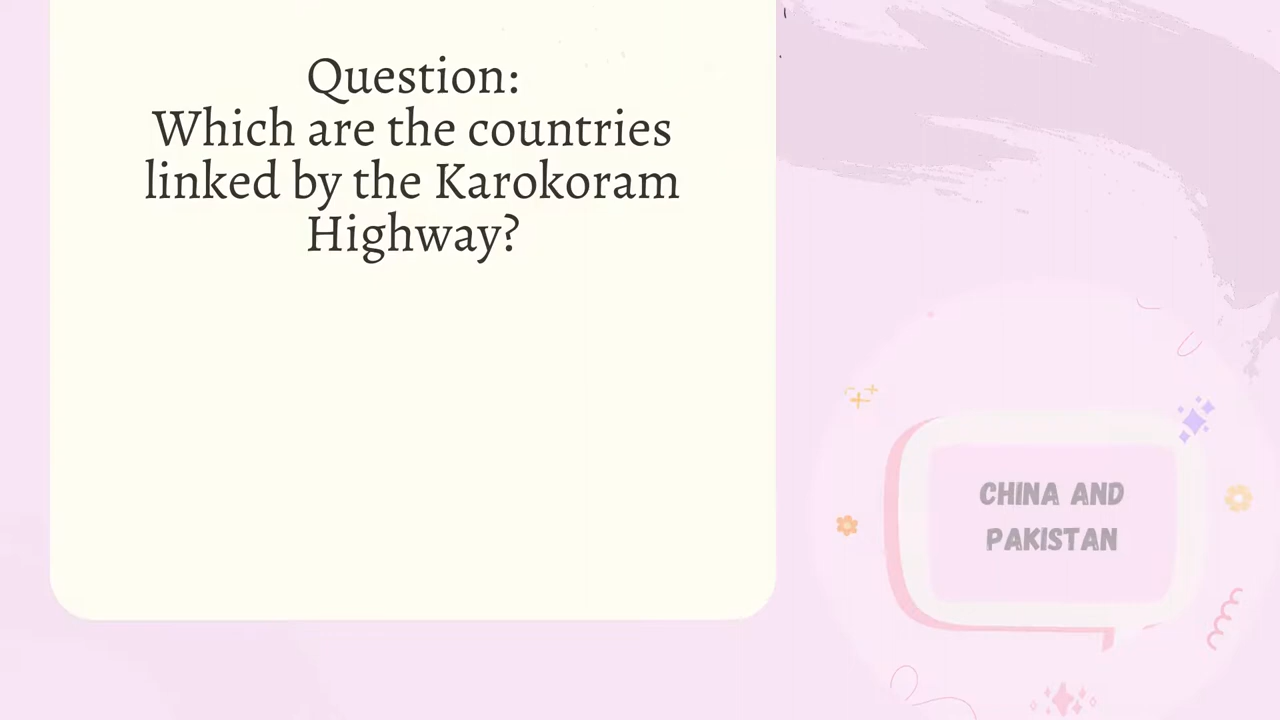 Question:
Which are the countries
linked by the Karokoram
Highway?
CHINA AND
PAKISTAN